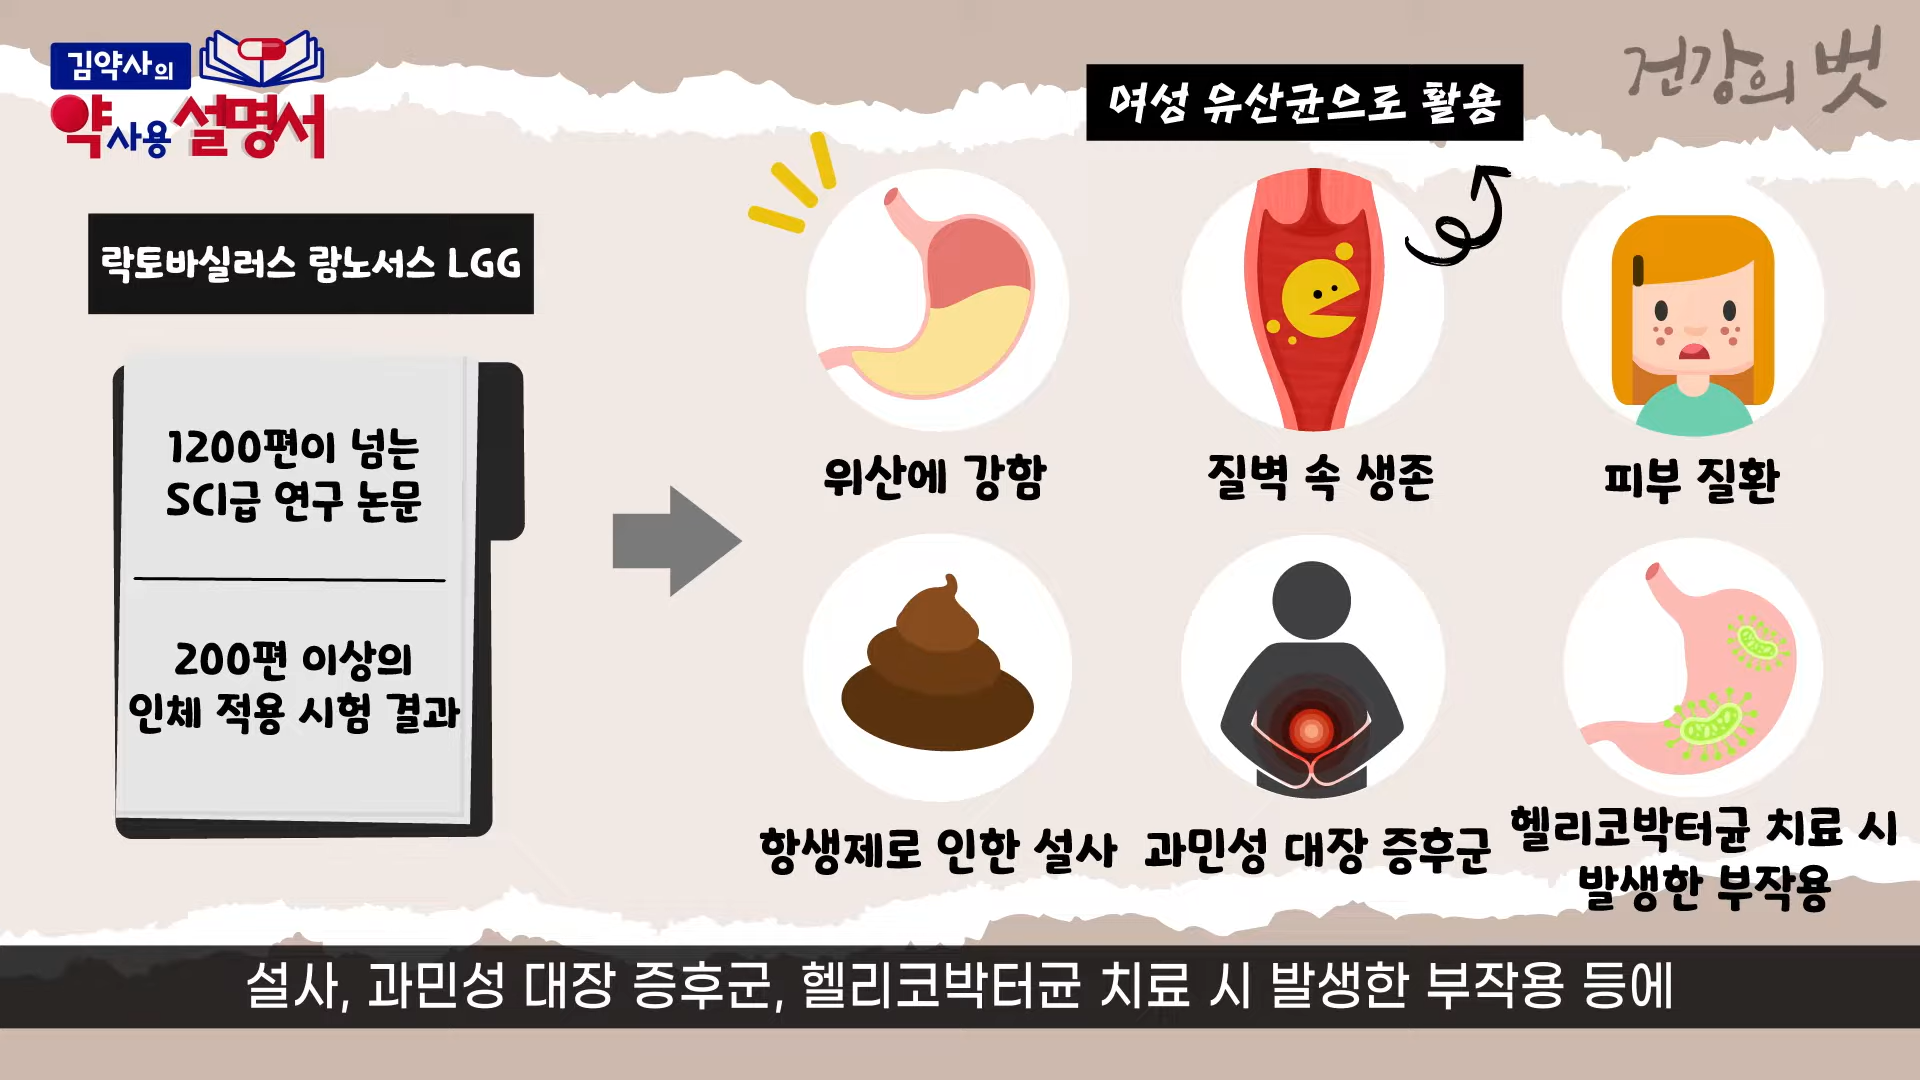 김약사의
약사용설명서
건강의 벗
여성 유산균으로 활용
락토바실러스 람노서스 LGG
1200편이 넘는
SCI급 연구 논문
200편 이상의
인체 적용 시험 결과
위산에 강함
질벽 속 생존
피부 질환
항생제로 인한 설사
과민성 대장 증후군
헬리코박터균 치료 시
발생한 부작용
설사, 과민성 대장 증후군, 헬리코박터균 치료 시 발생한 부작용 등에